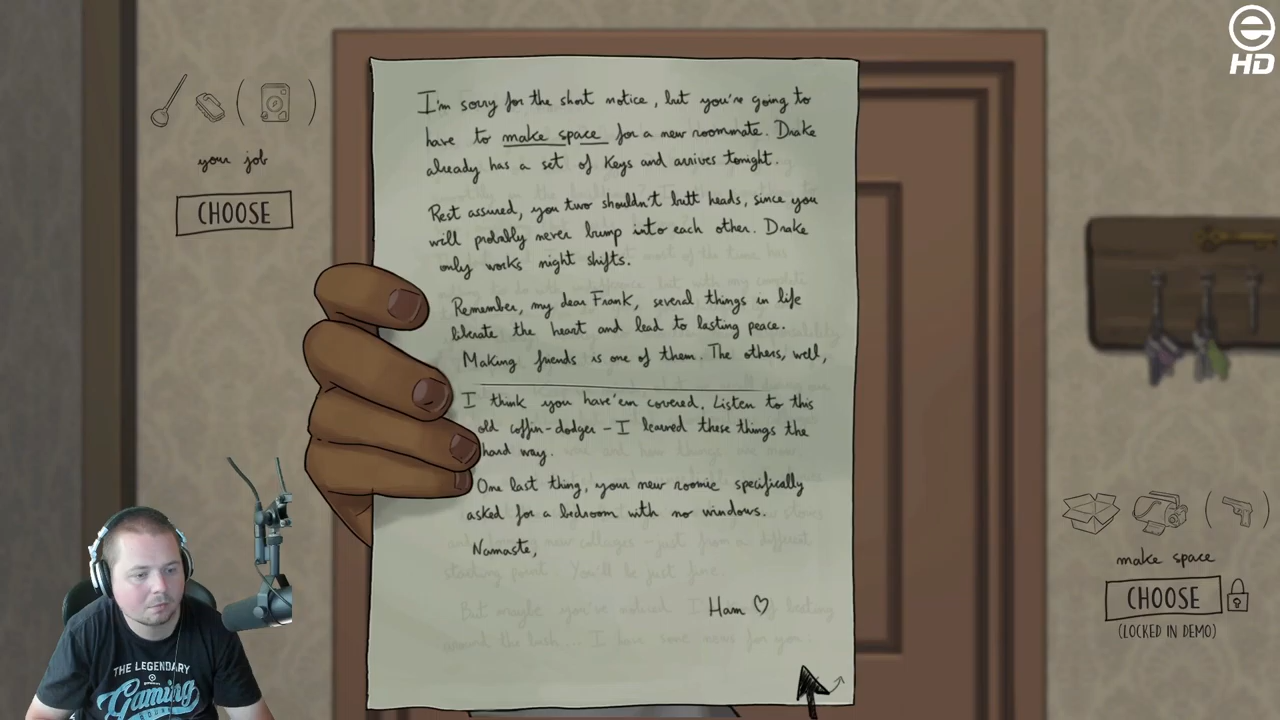 e
HD
I'm sorry for the short notice, but you're going to
have to make space for a new roommate. Drake
already has a set of Keys and arrives tonight.
Rest assured, you two shouldn't butt heads, since you
will probably never bump into each other. Drake
only works night shifts.
Remember, my dear Frank, several things in life
liberate the heart and lead to lasting peace.
Making friends is one of them. The others, well,
I think you have'em covered. Listen to this
old coffin-dodger - I learned these things the
hard way.
One last thing, your new roomie specifically
asked for a bedroom with no windows.
Namaste,
Ham ♡
your job
CHOOSE
make space
CHOOSE
(LOCKED IN DEMO)
THE LEGENDARY
Gaming